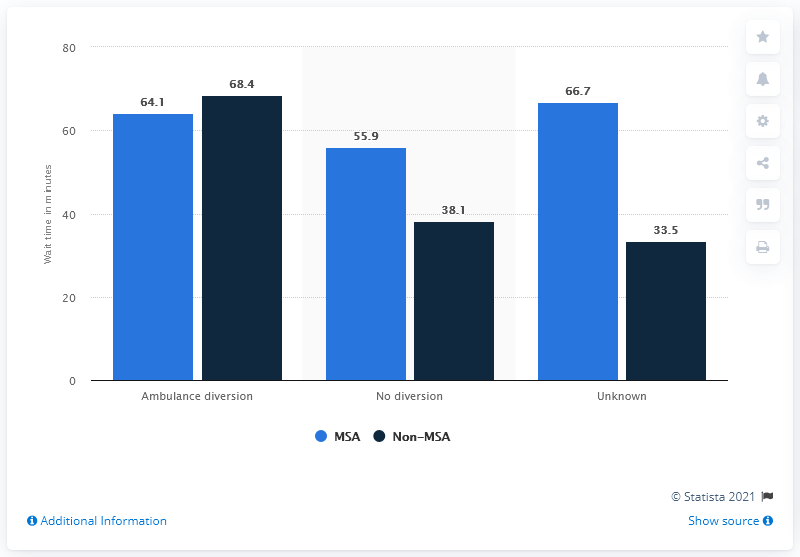 80
60
40
20
0
Wait time in minutes
64.1
68.4
55.9
38.1
66.7
33.5
Ambulance diversion
No diversion
Unknown
MSA
Non-MSA
© Statista 2021
Additional Information
Show source